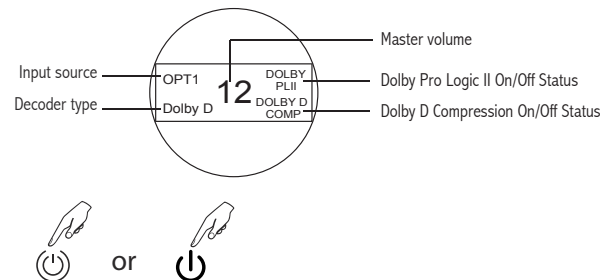 Master volume
Input source
OPT1
12
DOLBY
PLII
Dolby Pro Logic II On/Off Status
Decoder type
Dolby D
DOLBY D
COMP
Dolby D Compression On/Off Status
or